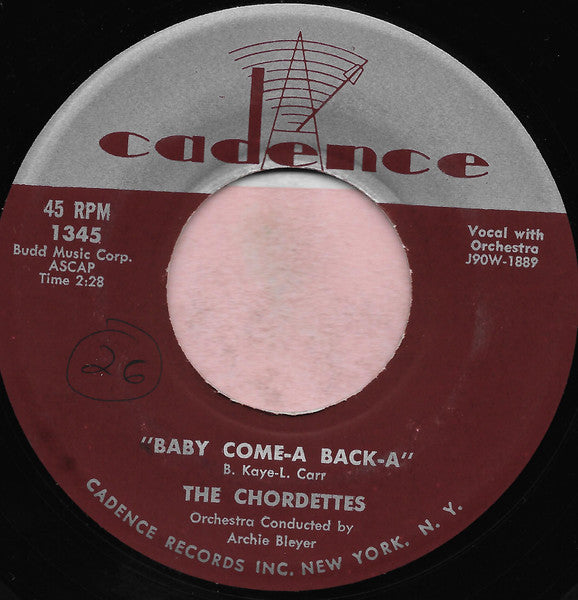 cadence
45 RPM
1345
Budd Music Corp.
ASCAP
Time 2:28
Vocal with
Orchestra
J90W-1889
26
"BABY COME-A BACK-A"
B. Kaye-L. Carr
THE CHORDETTES
Orchestra Conducted by
Archie Bleyer
CADENCE RECORDS INC. NEW YORK. N. Y.